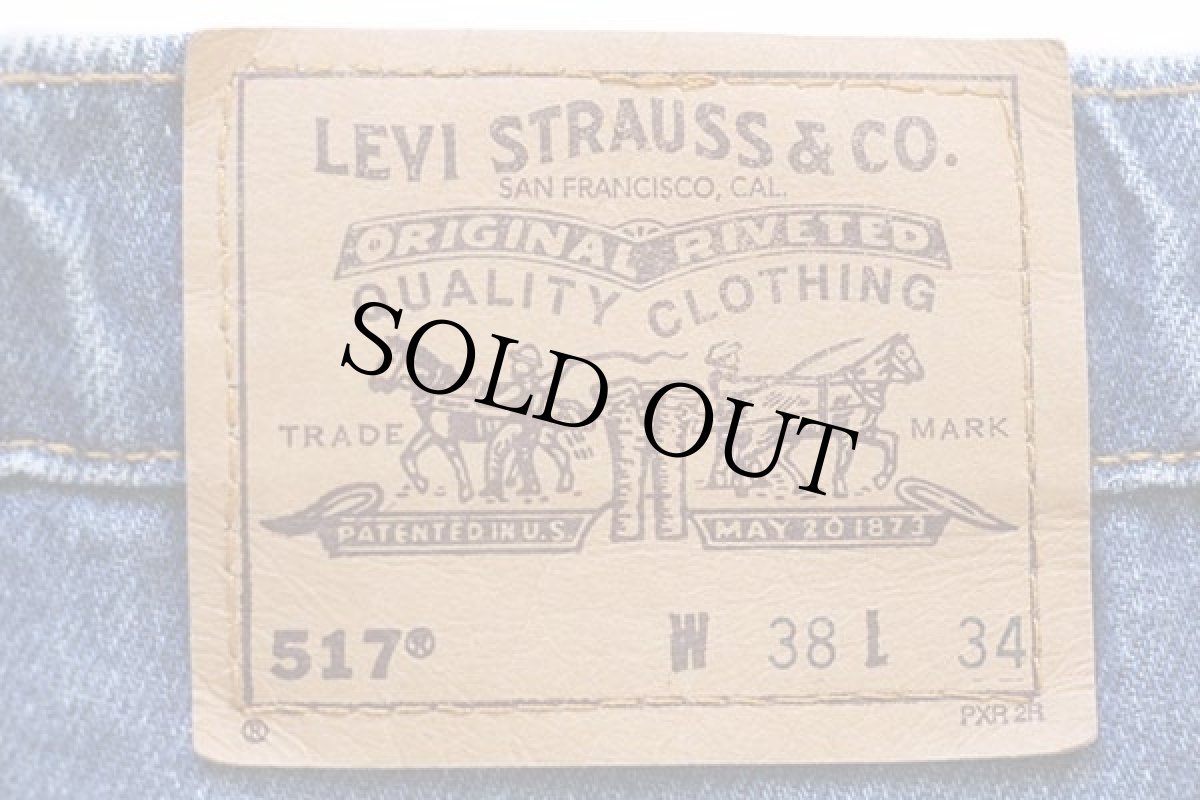 LEVI STRAUSS & CO.
SAN FRANCISCO, CAL.
ORIGINAL RIVETED
QUALITY CLOTHING
SOLD OUT
TRADE MARK
PATENTED IN U.S. MAY 20 1873
517® W 38 L 34
® PXR 2R